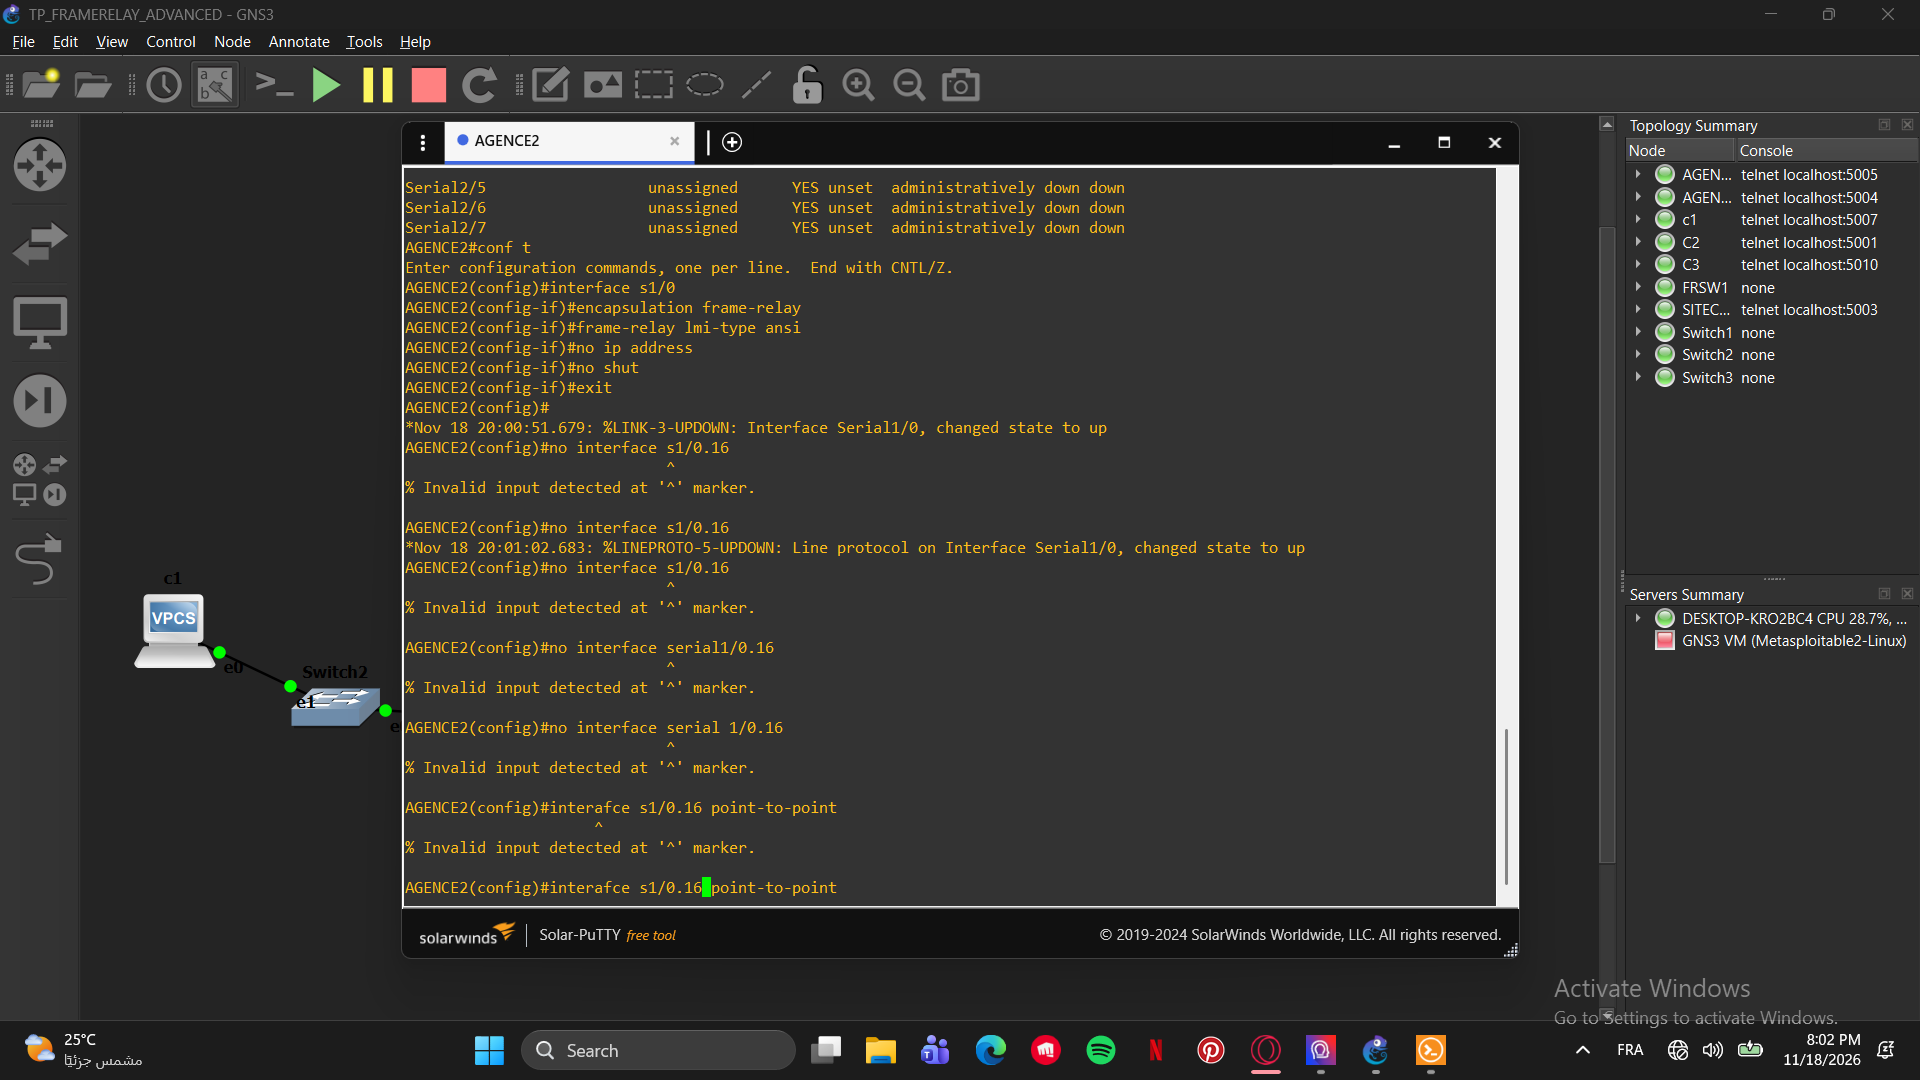 TP_FRAMERELAY_ADVANCED - GNS3
File Edit View Control Node Annotate Tools Help
AGENCE2
Serial2/5 unassigned YES unset administratively down down
Serial2/6 unassigned YES unset administratively down down
Serial2/7 unassigned YES unset administratively down down
AGENCE2#conf t
Enter configuration commands, one per line. End with CNTL/Z.
AGENCE2(config)#interface s1/0
AGENCE2(config-if)#encapsulation frame-relay
AGENCE2(config-if)#frame-relay lmi-type ansi
AGENCE2(config-if)#no ip address
AGENCE2(config-if)#no shut
AGENCE2(config-if)#exit
AGENCE2(config)#
*Nov 18 20:00:51.679: %LINK-3-UPDOWN: Interface Serial1/0, changed state to up
AGENCE2(config)#no interface s1/0.16
^
% Invalid input detected at '^' marker.
AGENCE2(config)#no interface s1/0.16
*Nov 18 20:01:02.683: %LINEPROTO-5-UPDOWN: Line protocol on Interface Serial1/0, changed state to up
AGENCE2(config)#no interface s1/0.16
^
% Invalid input detected at '^' marker.
AGENCE2(config)#no interface serial1/0.16
^
% Invalid input detected at '^' marker.
AGENCE2(config)#no interface serial 1/0.16
^
% Invalid input detected at '^' marker.
AGENCE2(config)#interafce s1/0.16 point-to-point
^
% Invalid input detected at '^' marker.
AGENCE2(config)#interafce s1/0.16 point-to-point
solarwinds Solar-PuTTY free tool
© 2019-2024 SolarWinds Worldwide, LLC. All rights reserved.
c1
VPCS
e0
Switch2
e1
e
Topology Summary
Node Console
AGEN... telnet localhost:5005
AGEN... telnet localhost:5004
c1 telnet localhost:5007
C2 telnet localhost:5001
C3 telnet localhost:5010
FRSW1 none
SITEC... telnet localhost:5003
Switch1 none
Switch2 none
Switch3 none
Servers Summary
DESKTOP-KRO2BC4 CPU 28.7%, ...
GNS3 VM (Metasploitable2-Linux)
Activate Windows
Go to Settings to activate Windows.
25°C
مشمس جزئيًا
Search
FRA
8:02 PM
11/18/2026